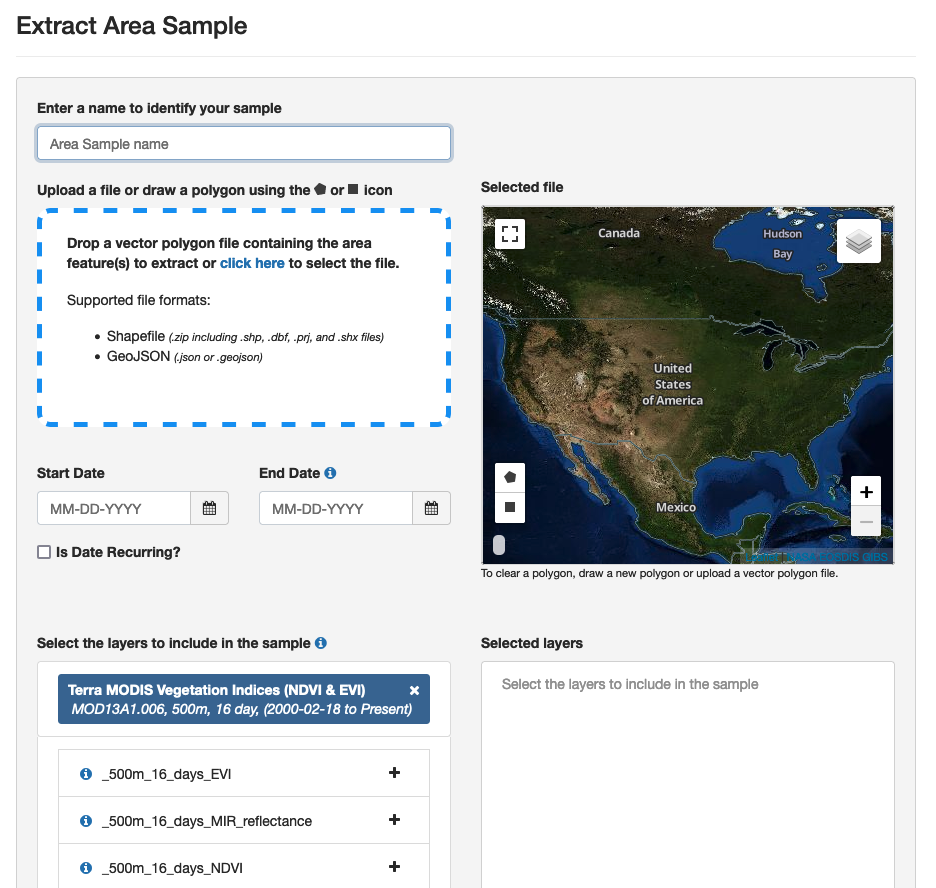 Extract Area Sample
Enter a name to identify your sample
Area Sample name
Upload a file or draw a polygon using the or icon
Drop a vector polygon file containing the area
feature(s) to extract or click here to select the file.
Supported file formats:
• Shapefile (.zip including .shp, .dbf, .prj, and .shx files)
• GeoJSON (.json or .geojson)
Selected file
Canada
Hudson
Bay
United
States
of America
Mexico
+
−
To clear a polygon, draw a new polygon or upload a vector polygon file.
Start Date
End Date
MM-DD-YYYY
MM-DD-YYYY
Is Date Recurring?
Select the layers to include in the sample
Terra MODIS Vegetation Indices (NDVI & EVI)
MOD13A1.006, 500m, 16 day, (2000-02-18 to Present)
_500m_16_days_EVI
_500m_16_days_MIR_reflectance
_500m_16_days_NDVI
Selected layers
Select the layers to include in the sample